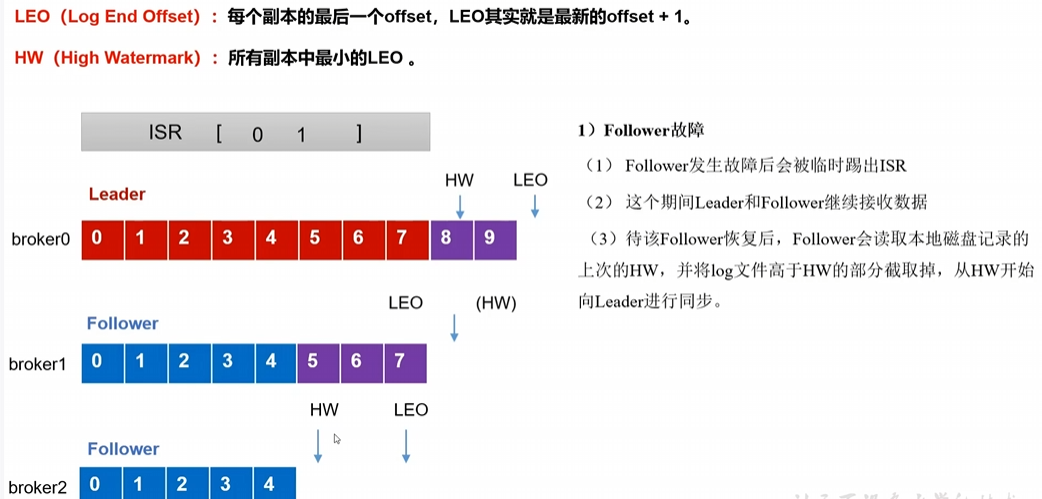 LEO（Log End Offset）：每个副本的最后一个offset，LEO其实就是最新的offset + 1。
HW（High Watermark）：所有副本中最小的LEO 。
ISR [ 0 1 ]
1）Follower故障
（1） Follower发生故障后会被临时踢出ISR
HW LEO
Leader
（2） 这个期间Leader和Follower继续接收数据
broker0 0 1 2 3 4 5 6 7 8 9
（3）待该Follower恢复后，Follower会读取本地磁盘记录的
上次的HW，并将log文件高于HW的部分截取掉，从HW开始
向Leader进行同步。
LEO (HW)
Follower
broker1 0 1 2 3 4 5 6 7
HW LEO
Follower
broker2 0 1 2 3 4